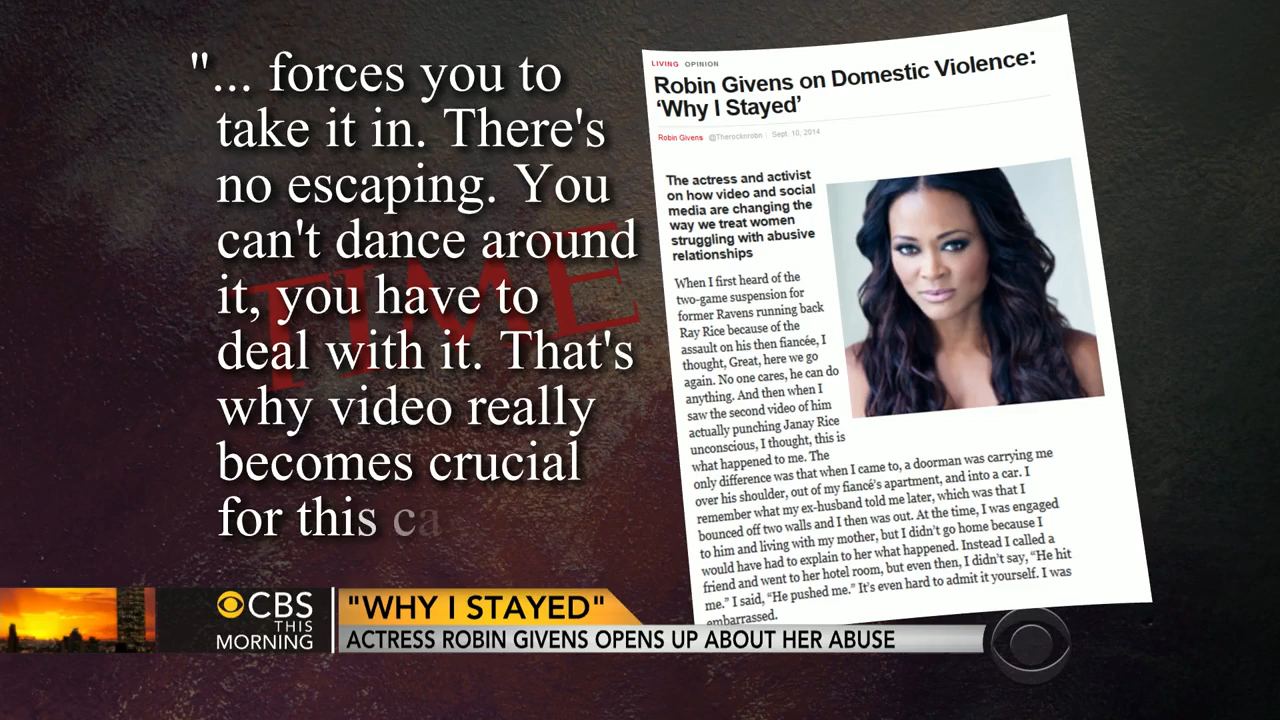 "... forces you to
take it in. There's
no escaping. You
can't dance around
it, you have to
deal with it. That's
why video really
becomes crucial
for this ca
TIME
LIVING OPINION
Robin Givens on Domestic Violence:
'Why I Stayed'
Robin Givens @Therocknrobn | Sept. 10, 2014
The actress and activist
on how video and social
media are changing the
way we treat women
struggling with abusive
relationships
When I first heard of the
two-game suspension for
former Ravens running back
Ray Rice because of the
assault on his then fiancée, I
thought, Great, here we go
again. No one cares, he can do
anything. And then when I
saw the second video of him
actually punching Janay Rice
unconscious, I thought, this is
what happened to me. The
only difference was that when I came to, a doorman was carrying me
over his shoulder, out of my fiancé's apartment, and into a car. I
remember what my ex-husband told me later, which was that I
bounced off two walls and I then was out. At the time, I was engaged
to him and living with my mother, but I didn't go home because I
would have had to explain to her what happened. Instead I called a
friend and went to her hotel room, but even then, I didn't say, "He hit
me." I said, "He pushed me." It's even hard to admit it yourself. I was
embarrassed.
CBS
THIS
MORNING
"WHY I STAYED"
ACTRESS ROBIN GIVENS OPENS UP ABOUT HER ABUSE